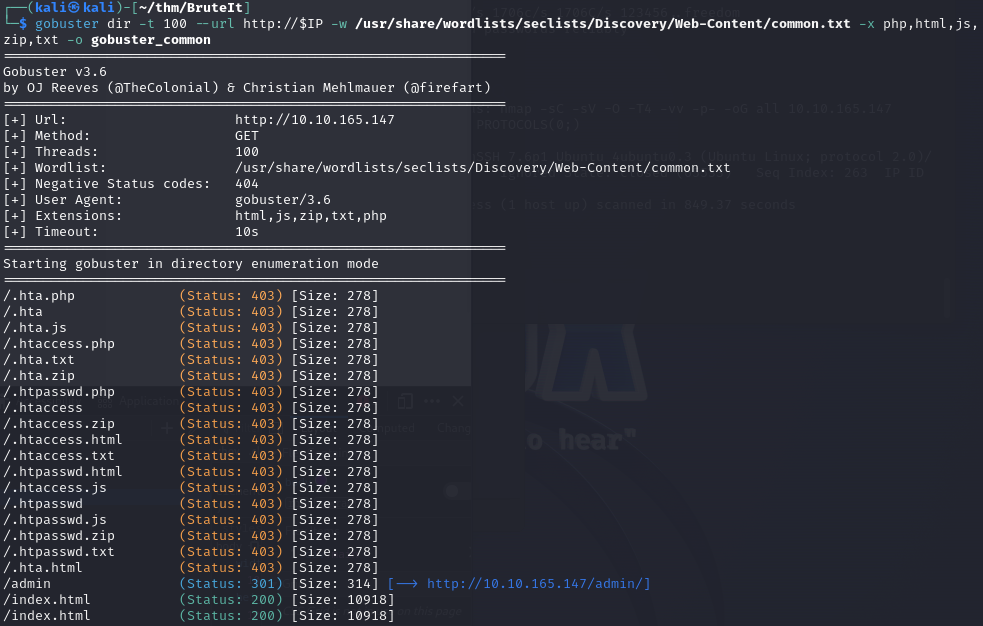 ┌──(kali㉿kali)-[~/thm/BruteIt]
└─$ gobuster dir -t 100 --url http://$IP -w /usr/share/wordlists/seclists/Discovery/Web-Content/common.txt -x php,html,js,
zip,txt -o gobuster_common
===============================================================
Gobuster v3.6
by OJ Reeves (@TheColonial) & Christian Mehlmauer (@firefart)
===============================================================
[+] Url:                     http://10.10.165.147
[+] Method:                  GET
[+] Threads:                 100
[+] Wordlist:                /usr/share/wordlists/seclists/Discovery/Web-Content/common.txt
[+] Negative Status codes:   404
[+] User Agent:              gobuster/3.6
[+] Extensions:              html,js,zip,txt,php
[+] Timeout:                 10s
===============================================================
Starting gobuster in directory enumeration mode
===============================================================
/.hta.php             (Status: 403) [Size: 278]
/.hta                 (Status: 403) [Size: 278]
/.hta.js              (Status: 403) [Size: 278]
/.htaccess.php        (Status: 403) [Size: 278]
/.hta.txt             (Status: 403) [Size: 278]
/.hta.zip             (Status: 403) [Size: 278]
/.htpasswd.php        (Status: 403) [Size: 278]
/.htaccess            (Status: 403) [Size: 278]
/.htaccess.zip        (Status: 403) [Size: 278]
/.htaccess.html       (Status: 403) [Size: 278]
/.htaccess.txt        (Status: 403) [Size: 278]
/.htpasswd.html       (Status: 403) [Size: 278]
/.htaccess.js         (Status: 403) [Size: 278]
/.htpasswd            (Status: 403) [Size: 278]
/.htpasswd.js         (Status: 403) [Size: 278]
/.htpasswd.zip        (Status: 403) [Size: 278]
/.htpasswd.txt        (Status: 403) [Size: 278]
/.hta.html            (Status: 403) [Size: 278]
/admin                (Status: 301) [Size: 314] [--> http://10.10.165.147/admin/]
/index.html           (Status: 200) [Size: 10918]
/index.html           (Status: 200) [Size: 10918]
o hear"